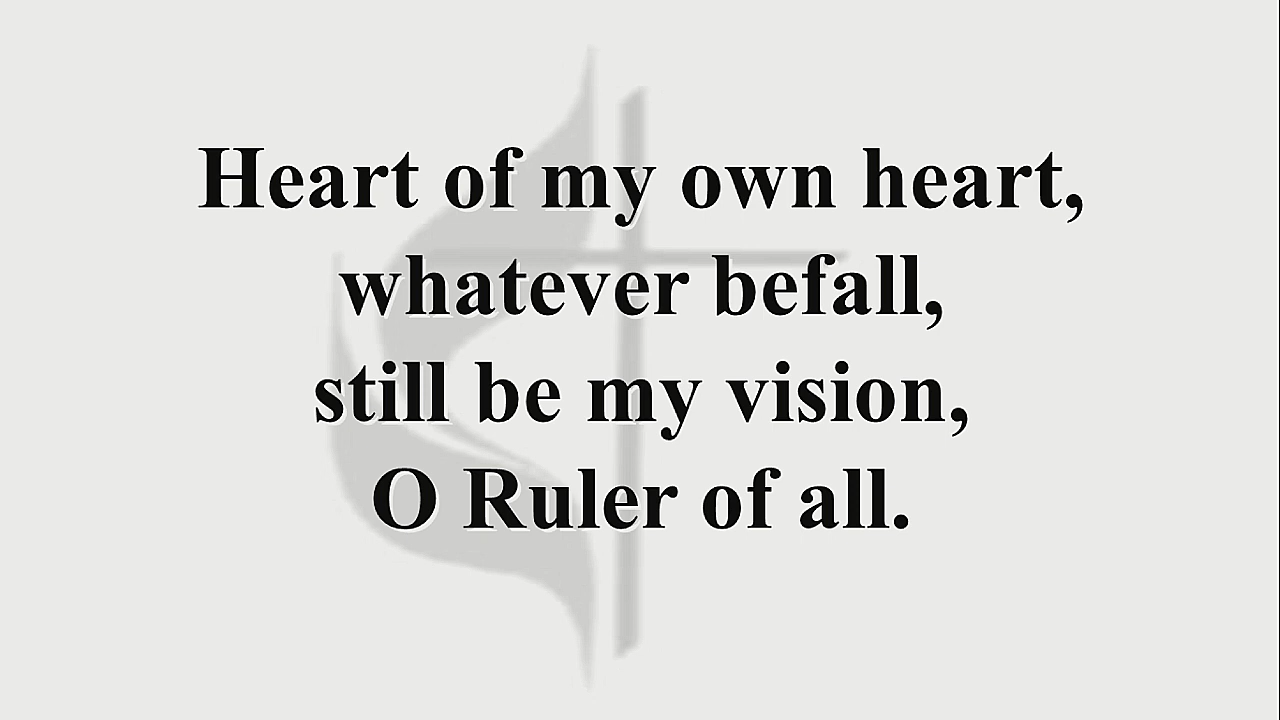 Heart of my own heart,
whatever befall,
still be my vision,
O Ruler of all.